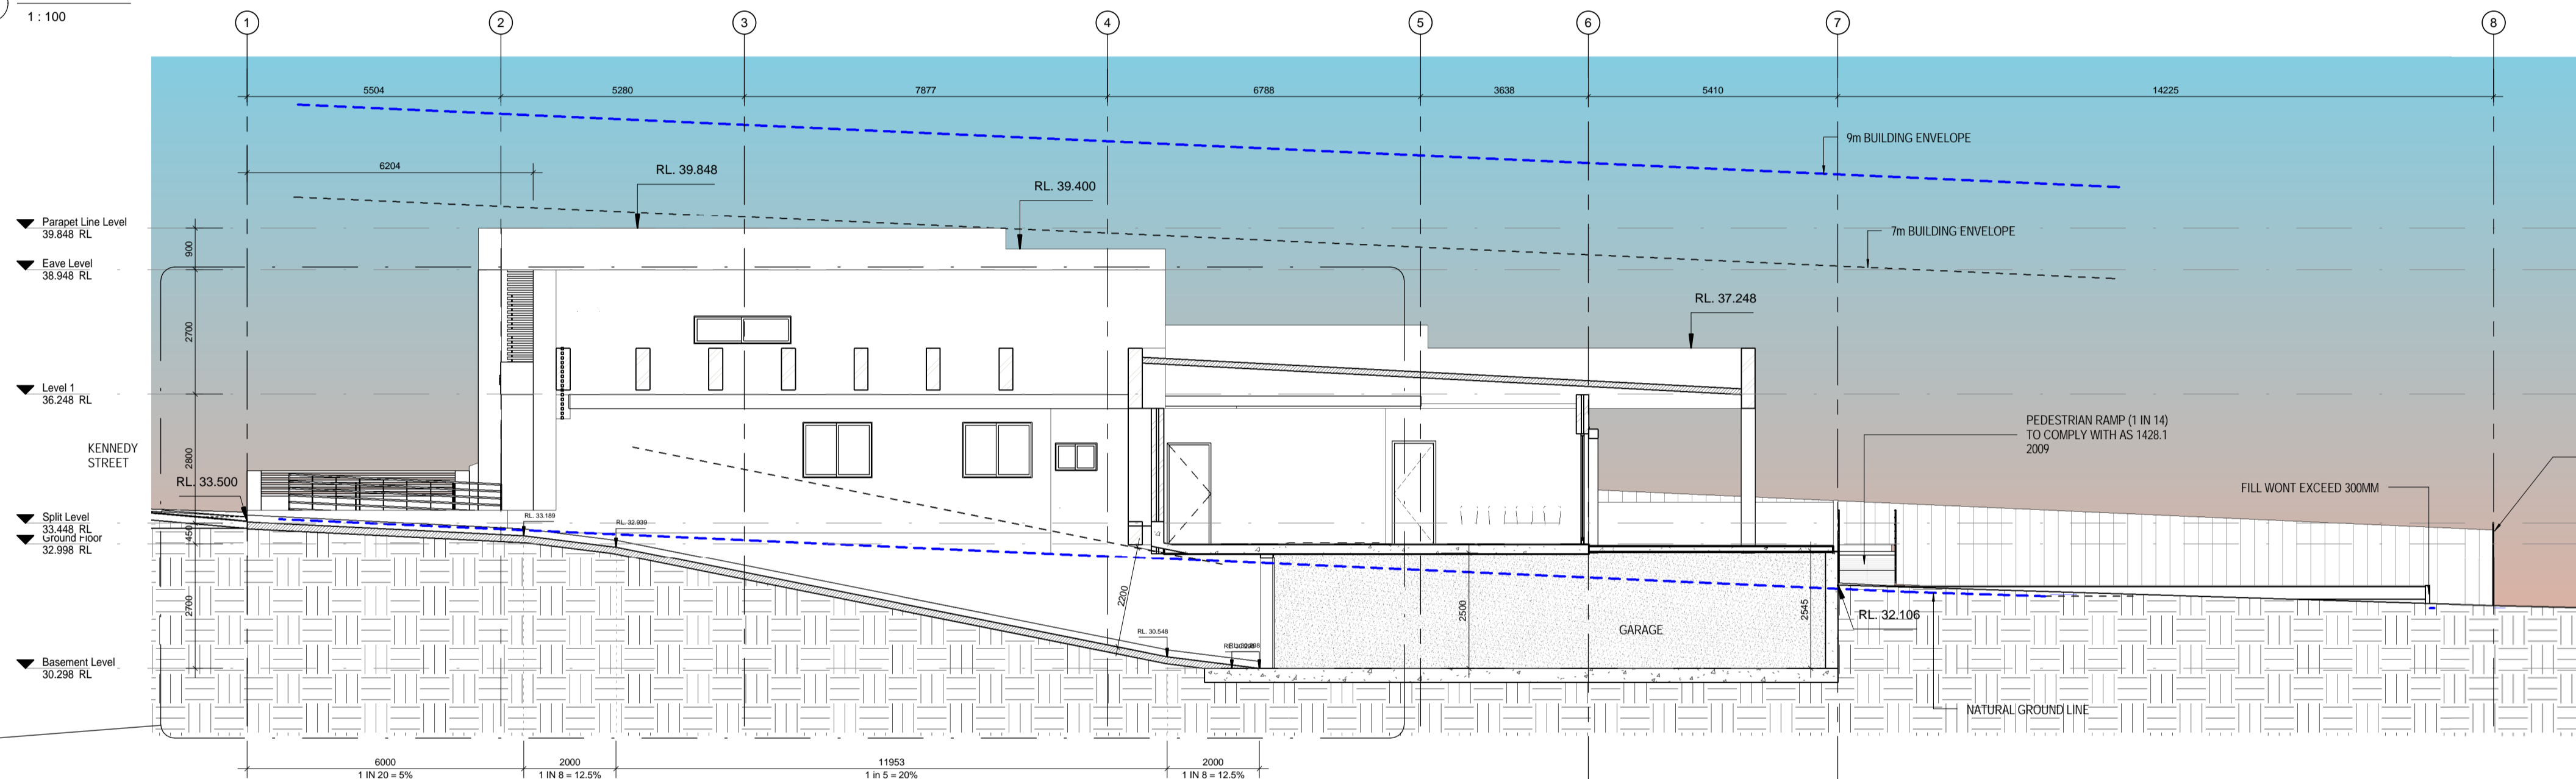 1 : 100
1
2
3
4
5
6
7
8
5504
5280
7877
6788
3638
5410
14225
9m BUILDING ENVELOPE
6204
RL. 39.848
RL. 39.400
Parapet Line Level
39.848 RL
7m BUILDING ENVELOPE
900
Eave Level
38.948 RL
RL. 37.248
2700
Level 1
36.248 RL
PEDESTRIAN RAMP (1 IN 14)
TO COMPLY WITH AS 1428.1
2009
KENNEDY
STREET
2800
RL. 33.500
FILL WONT EXCEED 300MM
Split Level
33.448 RL
RL. 33.189
RL. 32.939
450
Ground Floor
32.998 RL
2700
2200
2500
2545
RL. 32.106
GARAGE
RL. 30.548
Basement Level
30.298 RL
NATURAL GROUND LINE
6000
2000
11953
2000
1 IN 20 = 5%
1 IN 8 = 12.5%
1 in 5 = 20%
1 IN 8 = 12.5%